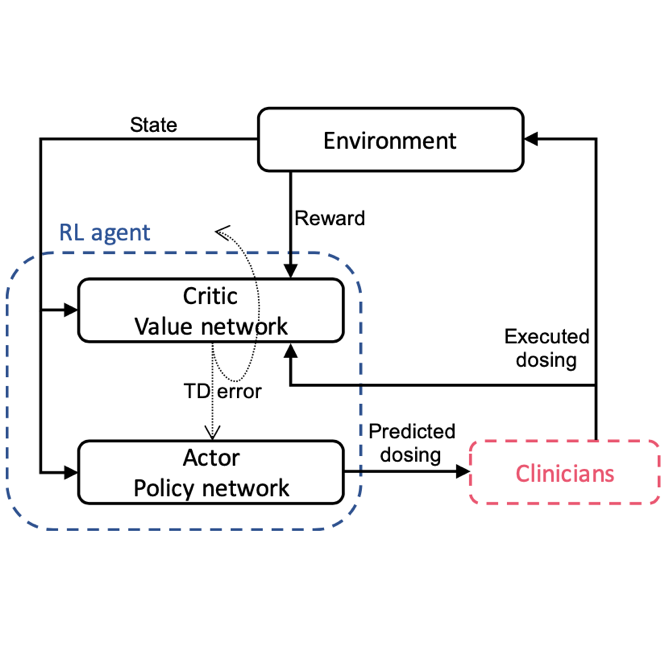 State
Environment
Reward
RL agent
Critic
Value network
Executed
dosing
TD error
Predicted
dosing
Actor
Policy network
Clinicians